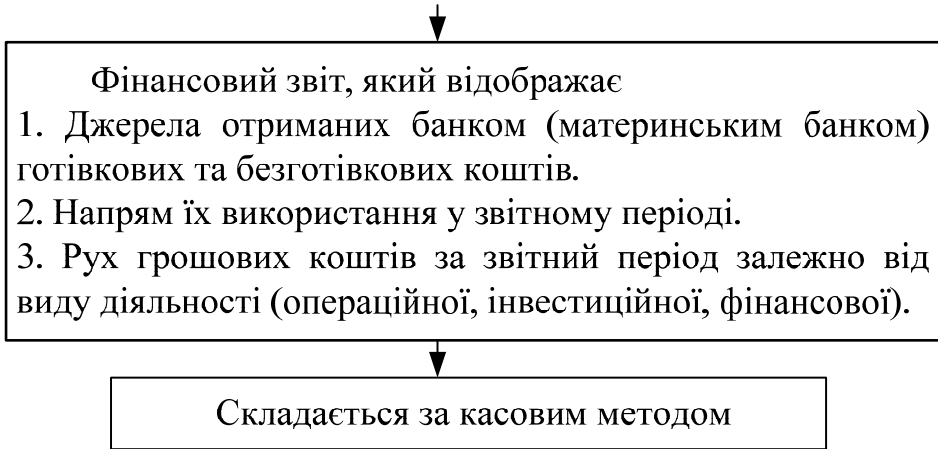 Фінансовий звіт, який відображає
1. Джерела отриманих банком (материнським банком)
готівкових та безготівкових коштів.
2. Напрям їх використання у звітному періоді.
3. Рух грошових коштів за звітний період залежно від
виду діяльності (операційної, інвестиційної, фінансової).
Складається за касовим методом